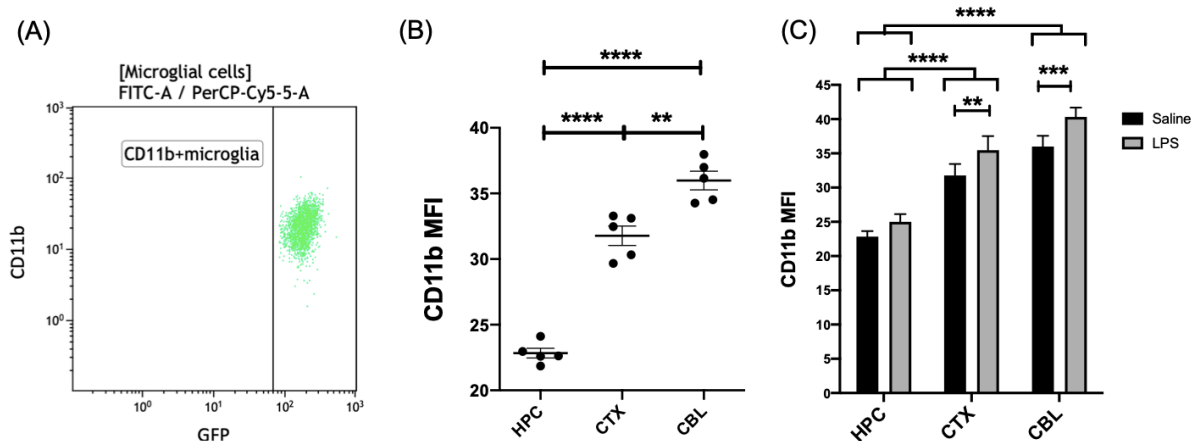 (A)
[Microglial cells]
FITC-A / PerCP-Cy5-5-A
CD11b+microglia
10³
10²
10¹
10⁰
CD11b
10⁰ 10¹ 10² 10³
GFP
(B)
****
**** **
40
35
30
25
20
CD11b MFI
HPC CTX CBL
(C)
****
****
**
***
45
40
35
30
25
20
15
10
5
0
CD11b MFI
HPC CTX CBL
Saline
LPS